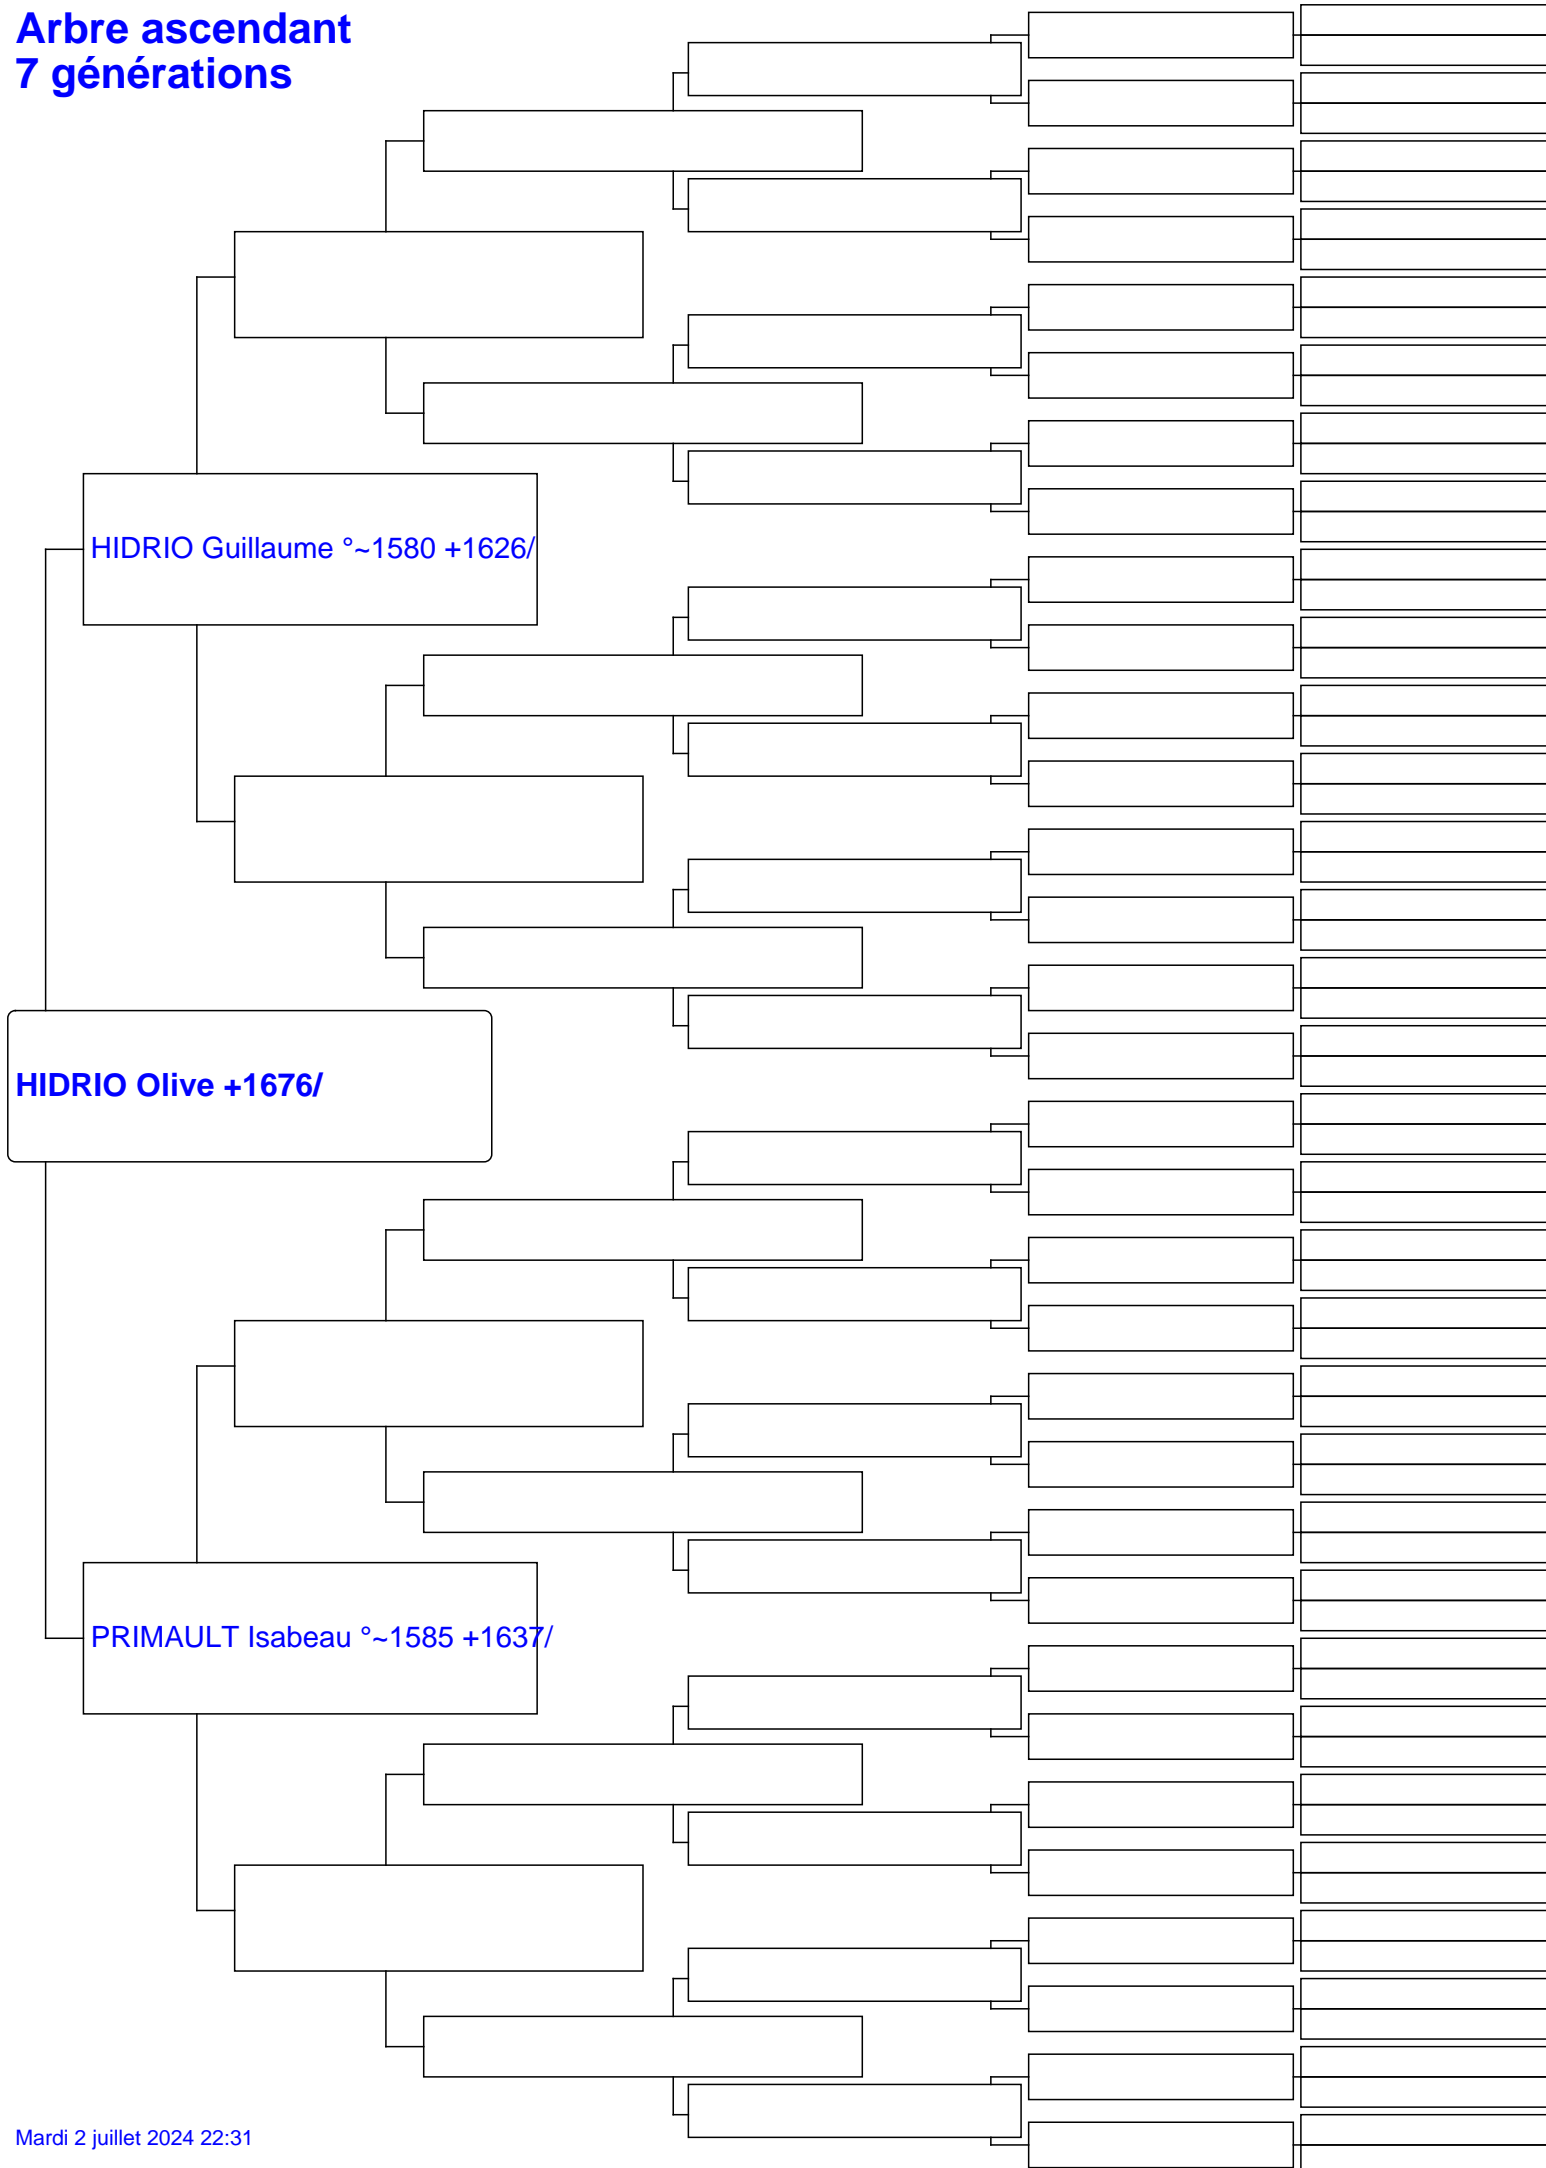 Arbre ascendant
7 générations
HIDRIO Guillaume °~1580 +1626/
HIDRIO Olive +1676/
PRIMAULT Isabeau °~1585 +1637/
Mardi 2 juillet 2024 22:31